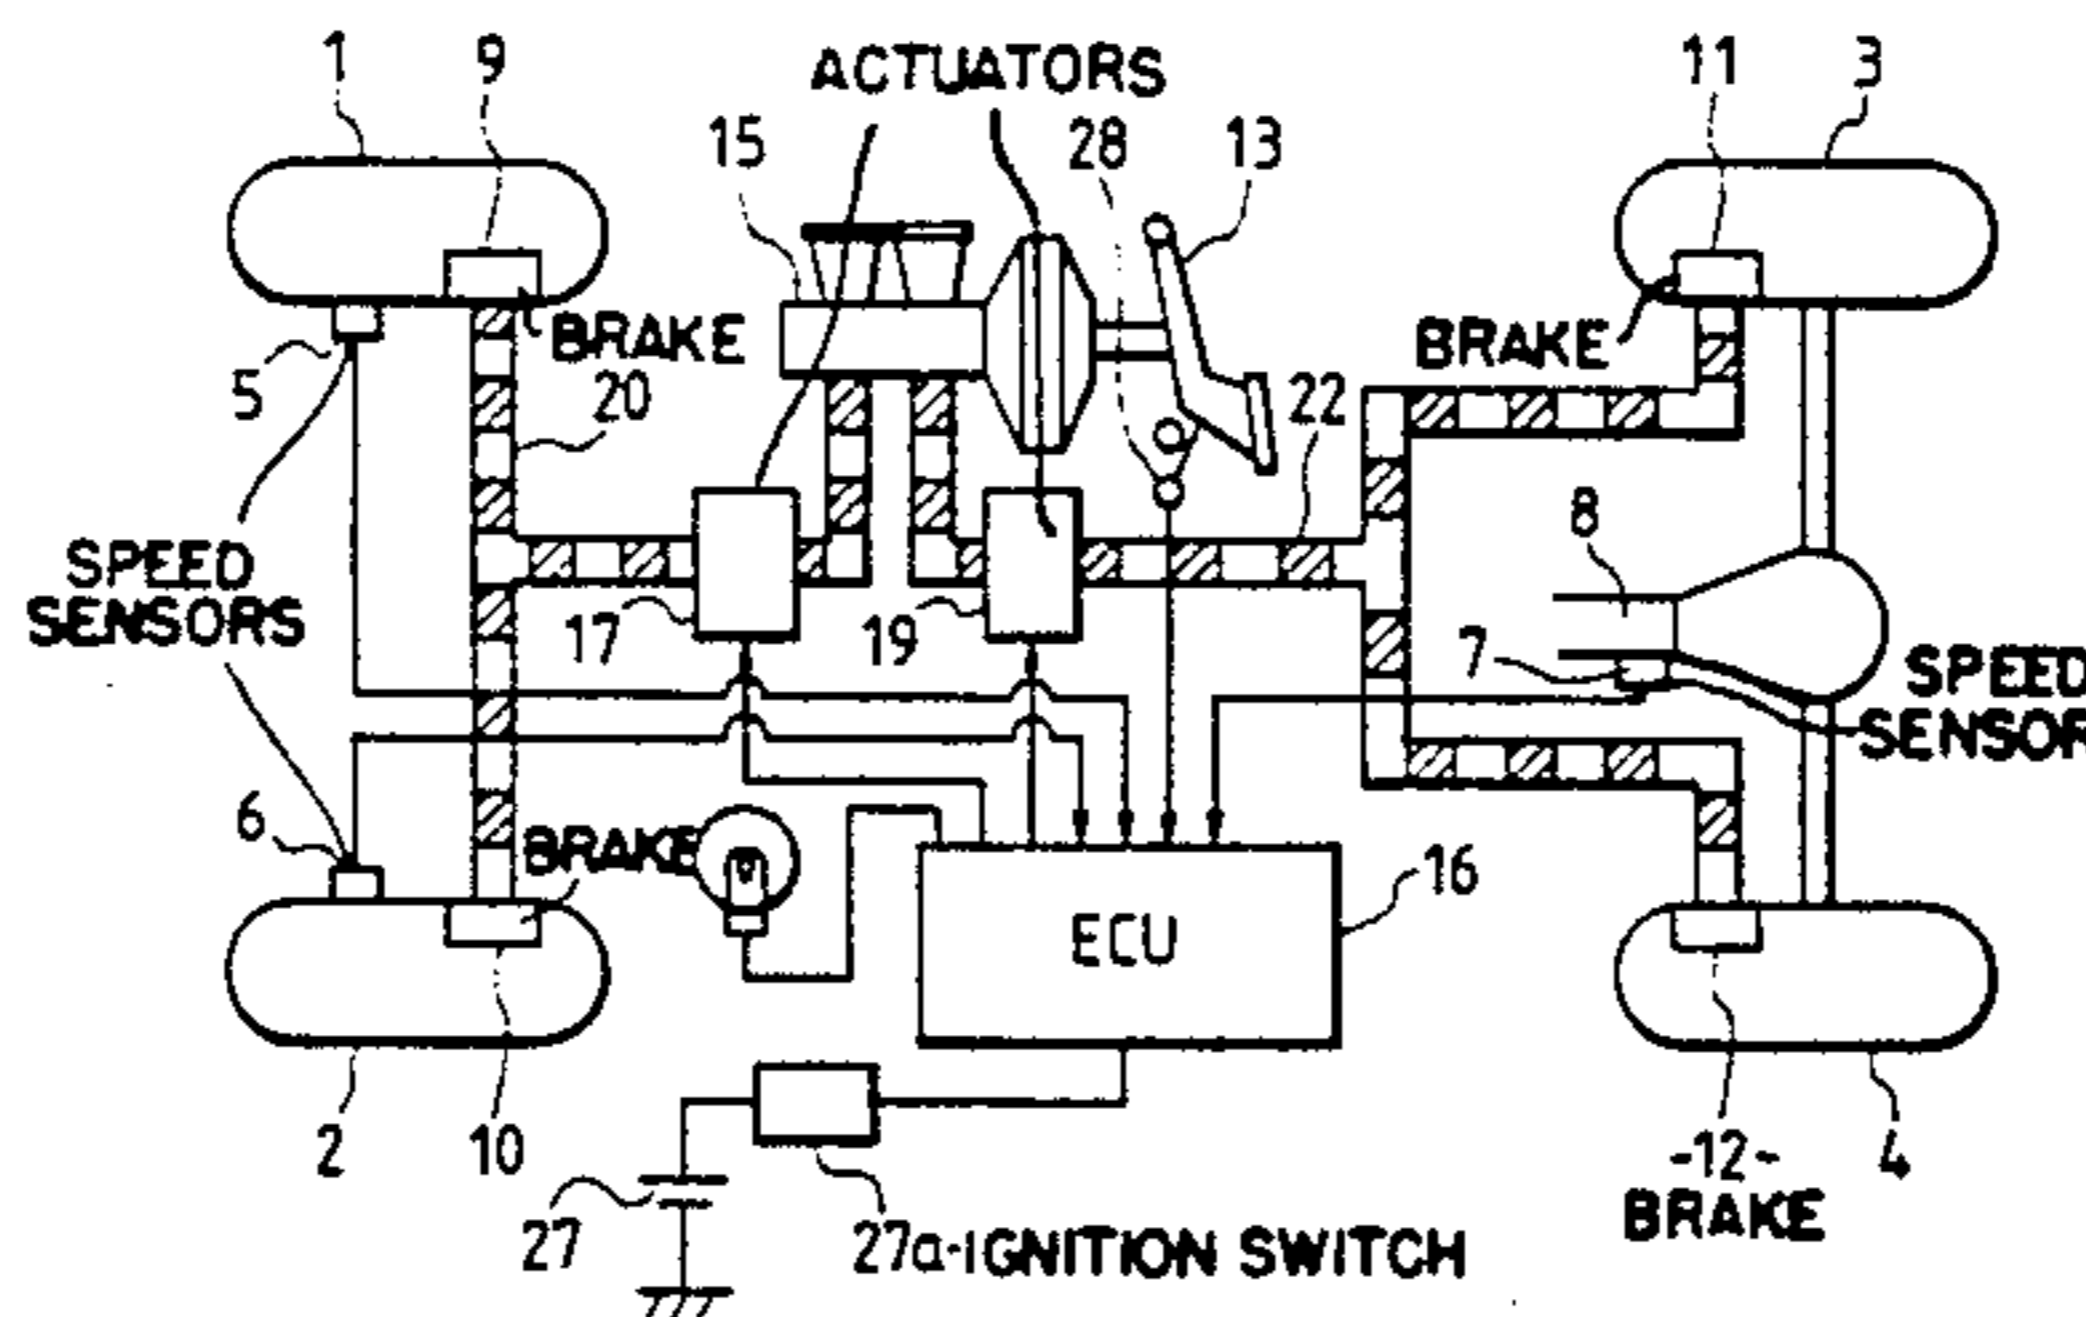 1
9
ACTUATORS
11
3
15
28
13
BRAKE
BRAKE
5
20
22
8
SPEED
SENSORS
17
19
7
SPEED
SENSOR
6
BRAKE
ECU
16
2
10
-12-
BRAKE
4
27
27a-IGNITION SWITCH